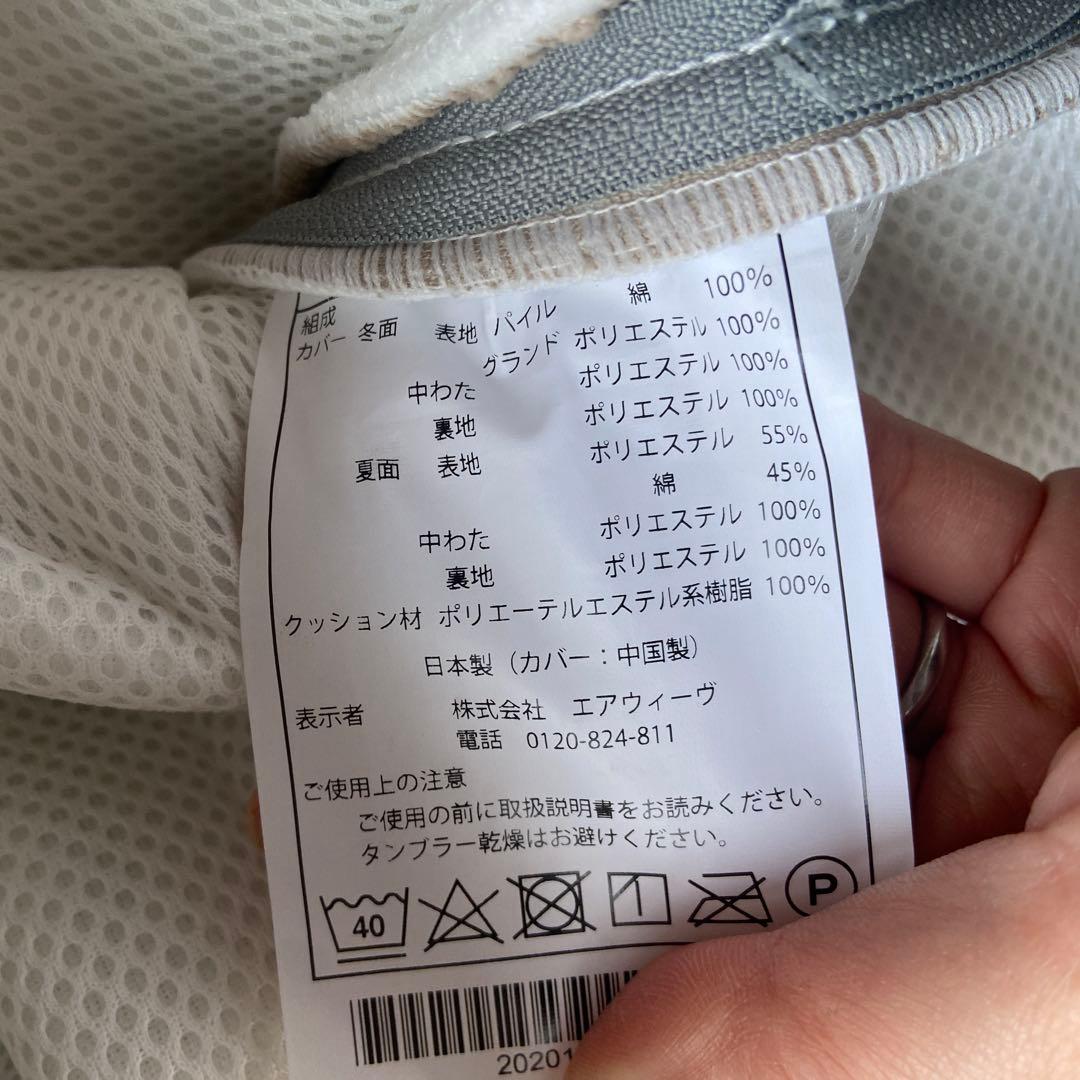 組成
カバー 冬面 表地 パイル 綿 100%
グランド ポリエステル 100%
中わた ポリエステル 100%
裏地 ポリエステル 100%
夏面 表地 ポリエステル 55%
綿 45%
中わた ポリエステル 100%
裏地 ポリエステル 100%
クッション材 ポリエーテルエステル系樹脂 100%
日本製（カバー：中国製）
表示者 株式会社 エアウィーヴ
電話 0120-824-811
ご使用上の注意
ご使用の前に取扱説明書をお読みください。
タンブラー乾燥はお避けください。
40 P